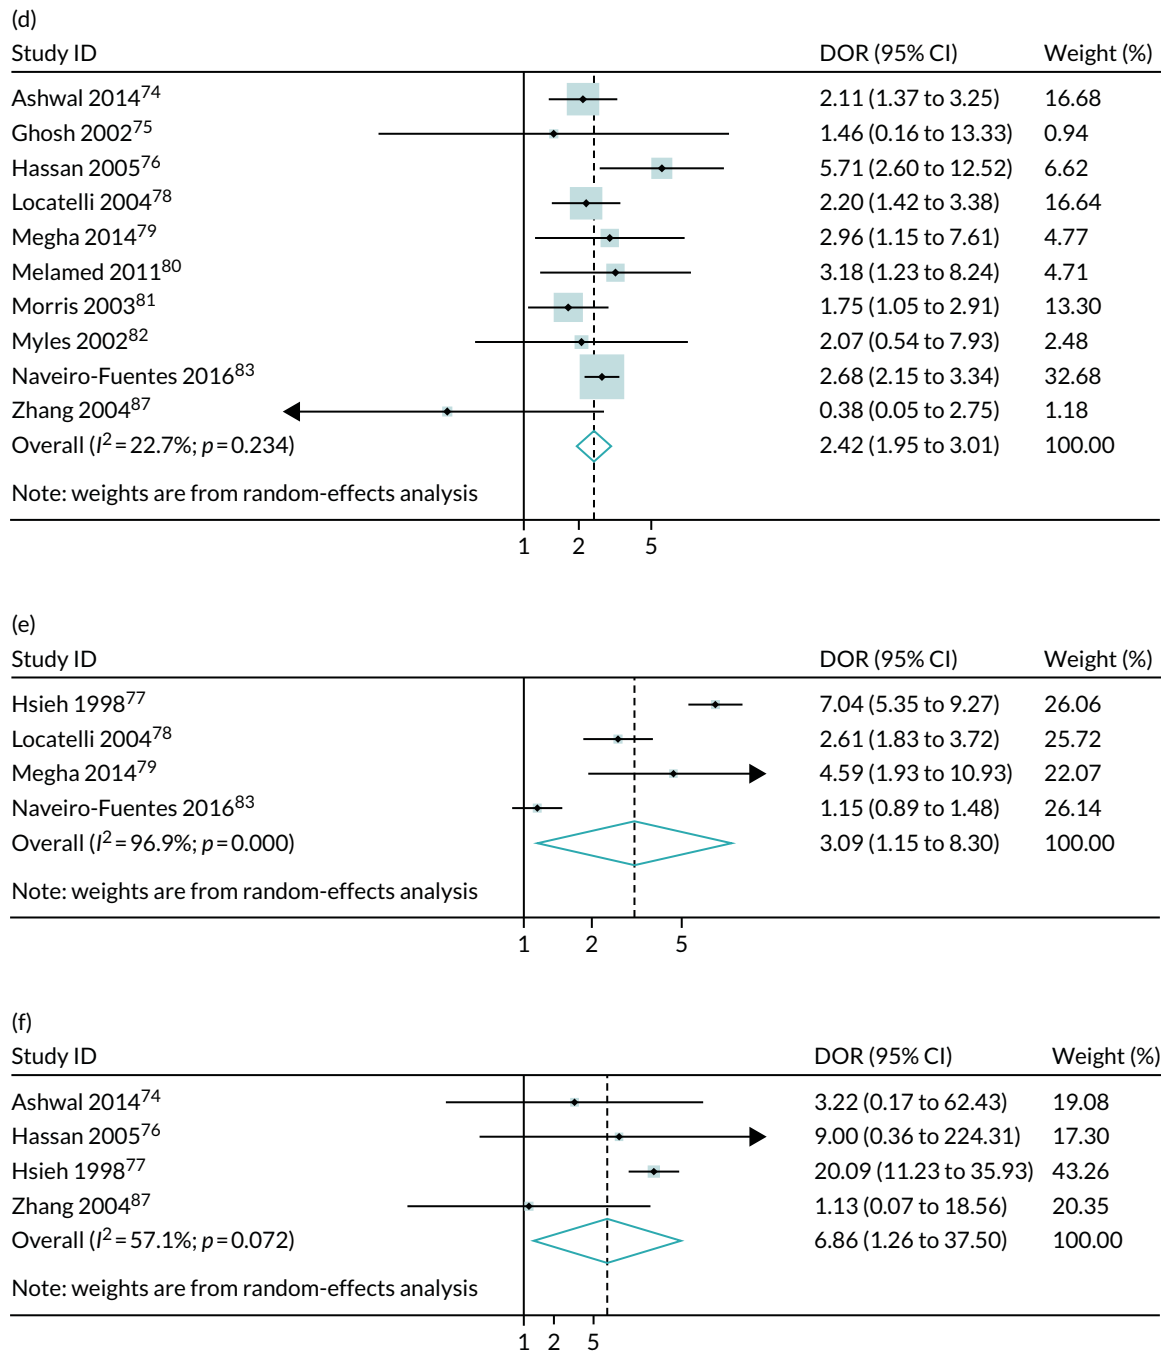 (d)
Study ID DOR (95% CI) Weight (%)
Ashwal 2014⁷⁴ 2.11 (1.37 to 3.25) 16.68
Ghosh 2002⁷⁵ 1.46 (0.16 to 13.33) 0.94
Hassan 2005⁷⁶ 5.71 (2.60 to 12.52) 6.62
Locatelli 2004⁷⁸ 2.20 (1.42 to 3.38) 16.64
Megha 2014⁷⁹ 2.96 (1.15 to 7.61) 4.77
Melamed 2011⁸⁰ 3.18 (1.23 to 8.24) 4.71
Morris 2003⁸¹ 1.75 (1.05 to 2.91) 13.30
Myles 2002⁸² 2.07 (0.54 to 7.93) 2.48
Naveiro-Fuentes 2016⁸³ 2.68 (2.15 to 3.34) 32.68
Zhang 2004⁸⁷ 0.38 (0.05 to 2.75) 1.18
Overall (I² = 22.7%; p = 0.234) 2.42 (1.95 to 3.01) 100.00
Note: weights are from random-effects analysis
1 2 5
(e)
Study ID DOR (95% CI) Weight (%)
Hsieh 1998⁷⁷ 7.04 (5.35 to 9.27) 26.06
Locatelli 2004⁷⁸ 2.61 (1.83 to 3.72) 25.72
Megha 2014⁷⁹ 4.59 (1.93 to 10.93) 22.07
Naveiro-Fuentes 2016⁸³ 1.15 (0.89 to 1.48) 26.14
Overall (I² = 96.9%; p = 0.000) 3.09 (1.15 to 8.30) 100.00
Note: weights are from random-effects analysis
1 2 5
(f)
Study ID DOR (95% CI) Weight (%)
Ashwal 2014⁷⁴ 3.22 (0.17 to 62.43) 19.08
Hassan 2005⁷⁶ 9.00 (0.36 to 224.31) 17.30
Hsieh 1998⁷⁷ 20.09 (11.23 to 35.93) 43.26
Zhang 2004⁸⁷ 1.13 (0.07 to 18.56) 20.35
Overall (I² = 57.1%; p = 0.072) 6.86 (1.26 to 37.50) 100.00
Note: weights are from random-effects analysis
1 2 5